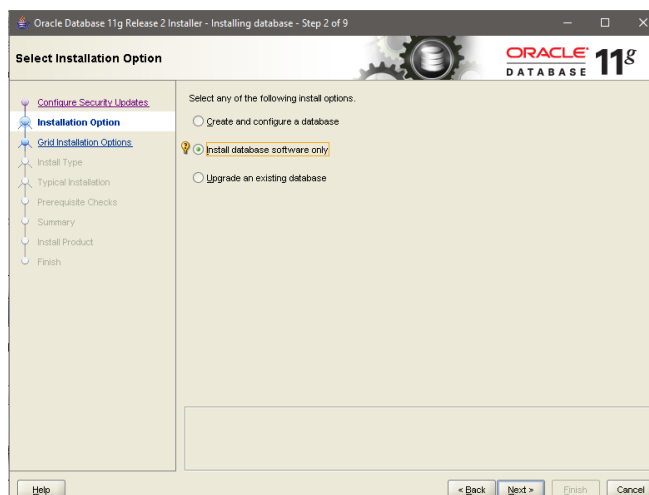 Oracle Database 11g Release 2 Installer - Installing database - Step 2 of 9
Select Installation Option
ORACLE
DATABASE
11g
Configure Security Updates
Installation Option
Grid Installation Options
Install Type
Typical Installation
Prerequisite Checks
Summary
Install Product
Finish
Select any of the following install options.
Create and configure a database
Install database software only
Upgrade an existing database
Help
< Back
Next >
Finish
Cancel